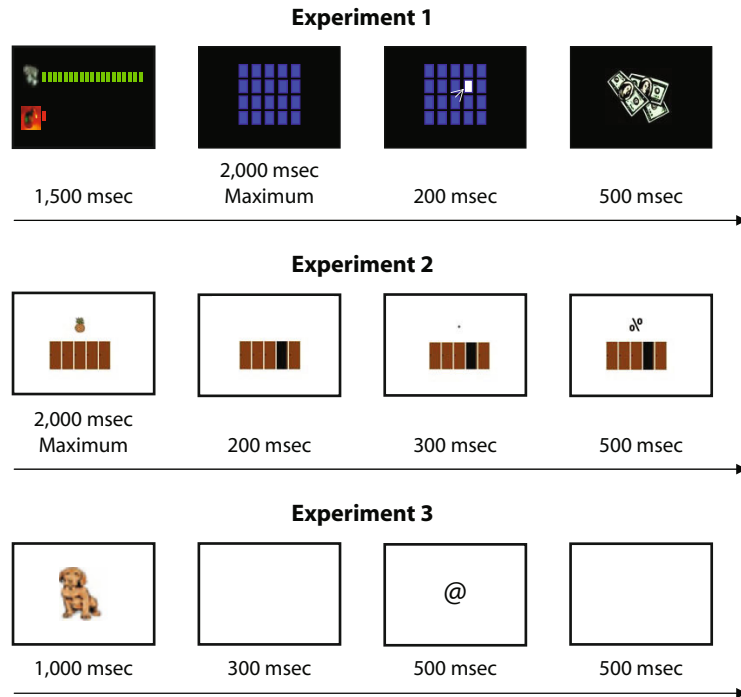 Experiment 1
1,500 msec
2,000 msec
Maximum
200 msec
500 msec
Experiment 2
%
2,000 msec
Maximum
200 msec
300 msec
500 msec
Experiment 3
@
1,000 msec
300 msec
500 msec
500 msec